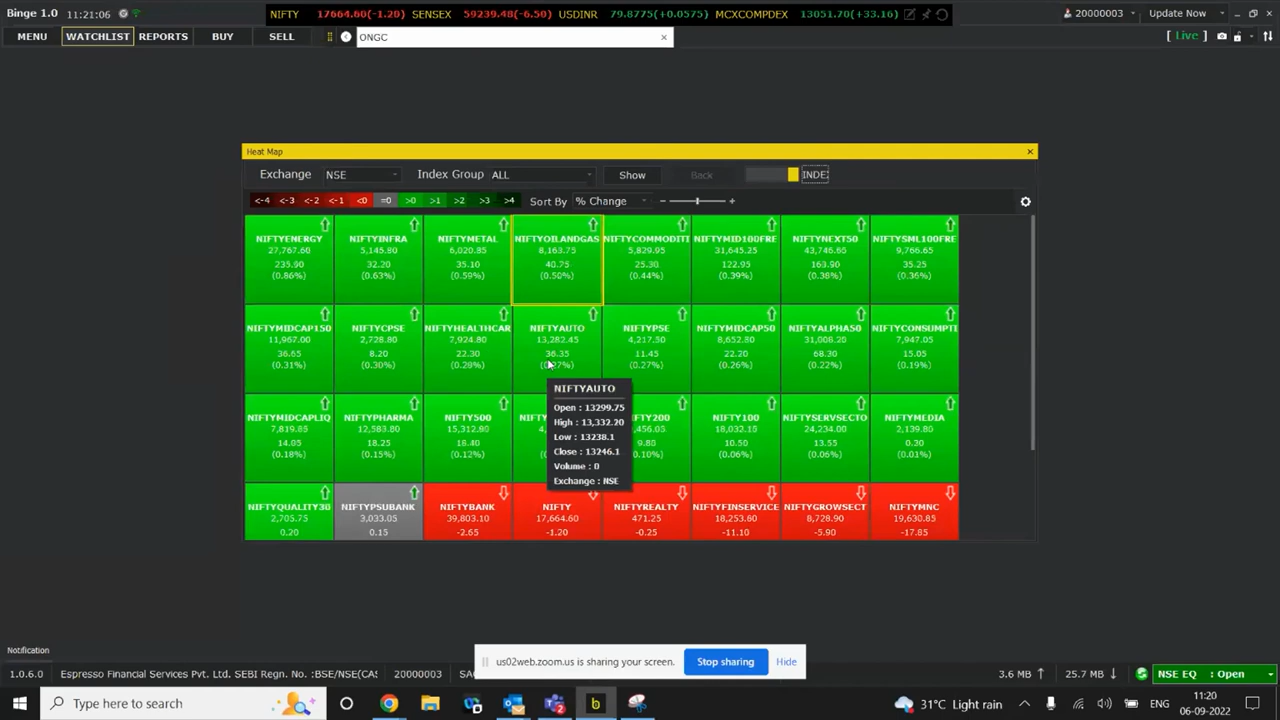 Binge 1.0 11:21:06 NIFTY 17664.60(-1.20) SENSEX 59239.48(-6.50) USDINR 79.8775(+0.0575) MCXCOMPDEX 13051.70(+33.16) 20000003 Update Now
MENU WATCHLIST REPORTS BUY SELL ONGC [ Live ]
Heat Map
Exchange NSE Index Group ALL Show Back INDEX
<-4 <-3 <-2 <-1 <0 =0 >0 >1 >2 >3 >4 Sort By % Change
NIFTYENERGY NIFTYINFRA NIFTYMETAL NIFTYOILANDGAS NIFTYCOMMODITI NIFTYMID100FRE NIFTYNEXT50 NIFTYSML100FRE
27,767.60 5,145.80 6,020.85 8,163.75 5,829.95 31,645.25 43,746.65 9,766.65
235.90 32.20 35.10 40.75 25.30 122.95 163.90 35.25
(0.86%) (0.63%) (0.59%) (0.50%) (0.44%) (0.39%) (0.38%) (0.36%)
NIFTYMIDCAP150 NIFTYCPSE NIFTYHEALTHCAR NIFTYAUTO NIFTYPSE NIFTYMIDCAP50 NIFTYALPHA50 NIFTYCONSUMPTI
11,967.00 2,728.80 7,924.80 13,282.45 4,217.50 8,652.80 31,008.20 7,947.05
36.65 8.20 22.30 36.35 11.45 22.20 68.30 15.05
(0.31%) (0.30%) (0.28%) (0.27%) (0.27%) (0.26%) (0.22%) (0.19%)
NIFTYAUTO
Open : 13299.75
High : 13,332.20
Low : 13238.1
Close : 13246.1
Volume : 0
Exchange : NSE
NIFTYMIDCAPLIQ NIFTYPHARMA NIFTY500 NIFTY100 NIFTYSERVSECTO NIFTYMEDIA
7,819.85 12,583.80 15,312.80 18,032.15 24,234.00 2,139.80
14.05 18.25 18.40 9.80 10.50 13.55 0.30
(0.18%) (0.15%) (0.12%) (0.06%) (0.06%) (0.01%)
NIFTYQUALITY30 NIFTYPSUBANK NIFTYBANK NIFTY NIFTYREALTY NIFTYFINSERVICE NIFTYGROWSECT NIFTYMNC
2,705.75 3,033.05 39,803.10 17,664.60 471.25 18,253.80 8,728.90 19,630.85
0.20 0.15 -2.65 -1.20 -0.25 -11.10 -5.90 -17.85
Notification
us02web.zoom.us is sharing your screen. Stop sharing Hide
1.0.6.0 Espresso Financial Services Pvt. Ltd. SEBI Regn. No. :BSE/NSE(CAS 20000003 3.6 MB 25.7 MB NSE EQ : Open
Type here to search 31°C Light rain ENG 11:20
06-09-2022